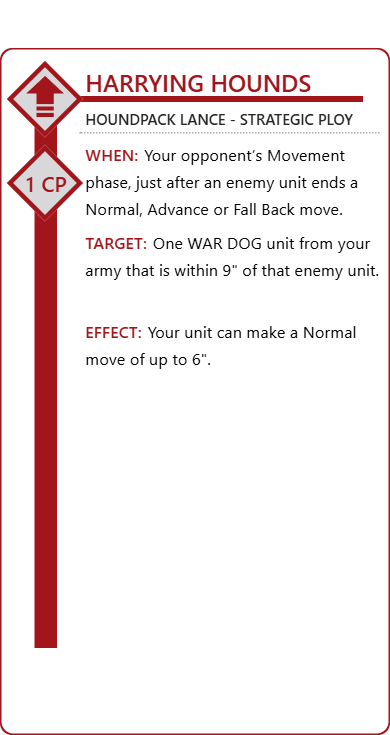 HARRYING HOUNDS
HOUNDPACK LANCE - STRATEGIC PLOY
1 CP
WHEN: Your opponent’s Movement
phase, just after an enemy unit ends a
Normal, Advance or Fall Back move.
TARGET: One WAR DOG unit from your
army that is within 9" of that enemy unit.
EFFECT: Your unit can make a Normal
move of up to 6".